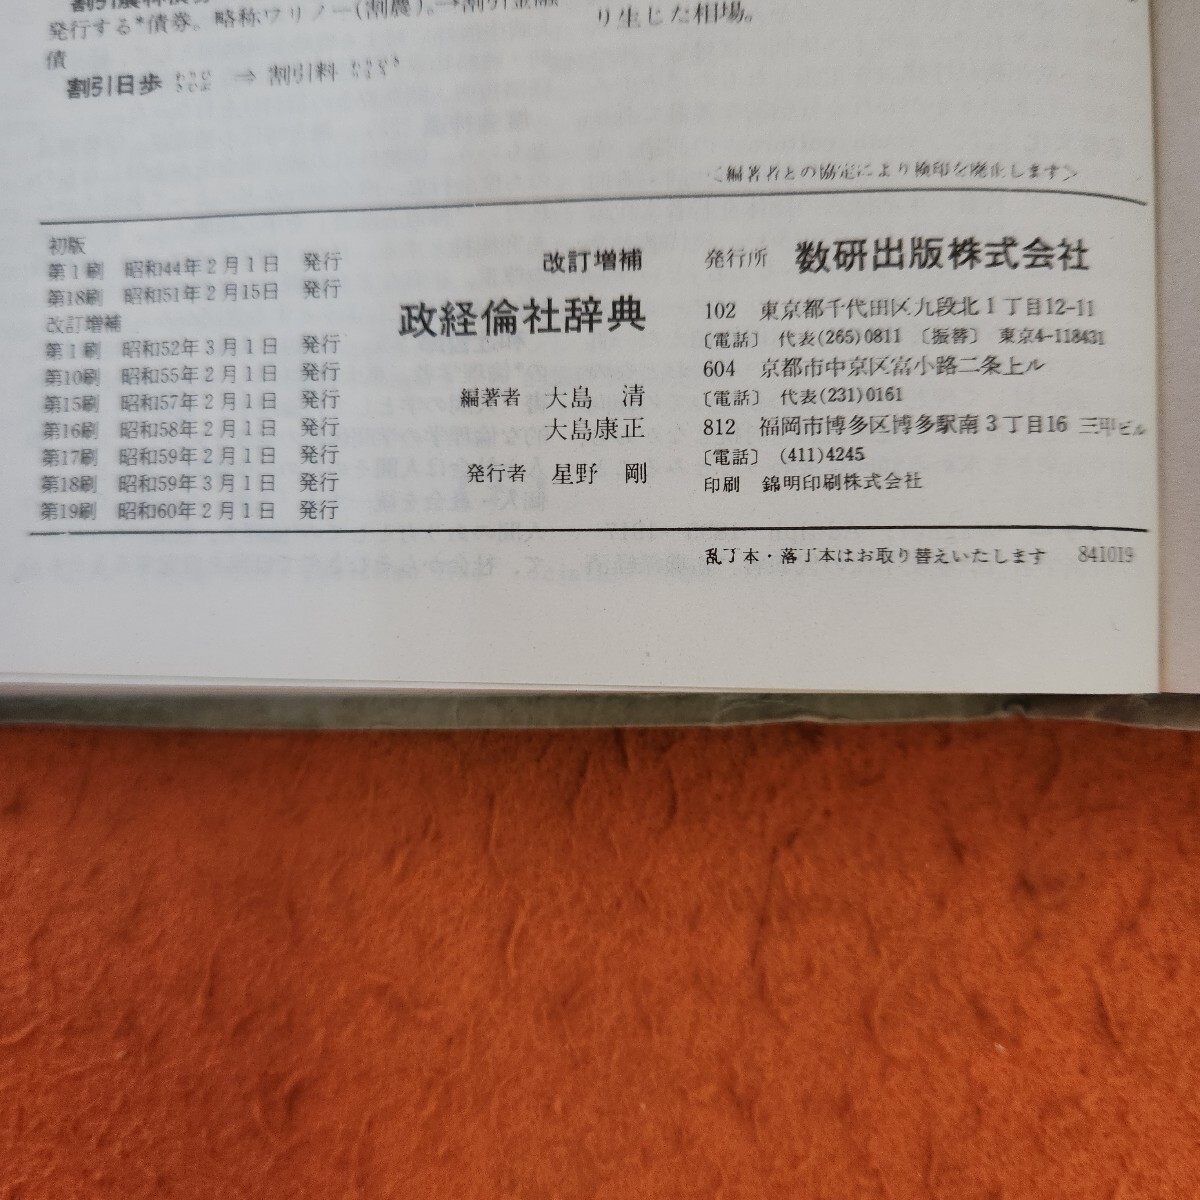 発行する*債券。略称ワリノー(割農)。→割引金融
債
割引日歩 わりびきひぶ ⇒ 割引料
り生じた相場。
<編著者との協定により検印を廃止します>
初版
第1刷 昭和44年2月1日 発行
第18刷 昭和51年2月15日 発行
改訂増補
第1刷 昭和52年3月1日 発行
第10刷 昭和55年2月1日 発行
第15刷 昭和57年2月1日 発行
第16刷 昭和58年2月1日 発行
第17刷 昭和59年2月1日 発行
第18刷 昭和59年3月1日 発行
第19刷 昭和60年2月1日 発行
改訂増補
政経倫社辞典
編著者 大島 清
大島康正
発行者 星野 剛
発行所 数研出版株式会社
102 東京都千代田区九段北1丁目12-11
〔電話〕 代表(265)0811 〔振替〕 東京4-118431
604 京都市中京区富小路二条上ル
〔電話〕 代表(231)0161
812 福岡市博多区博多駅南3丁目16 三甲ビル
〔電話〕 (411)4245
印刷 錦明印刷株式会社
乱丁本・落丁本はお取り替えいたします 841019